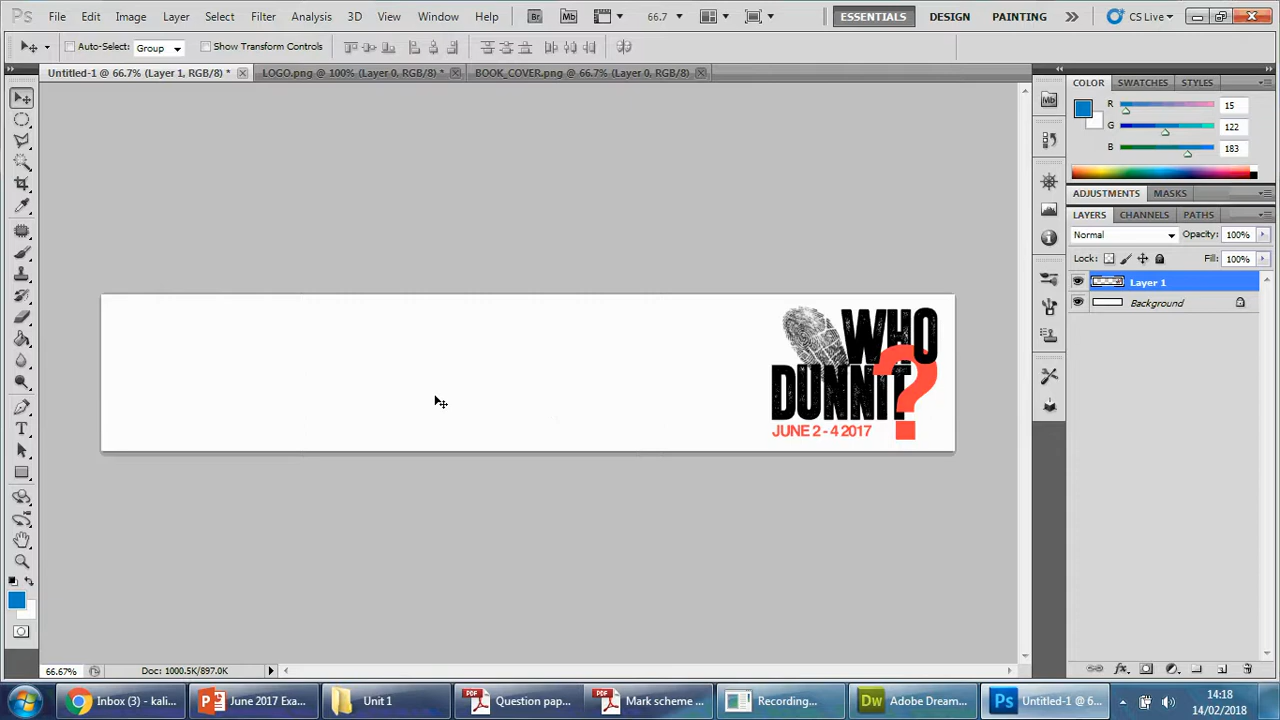 Ps File Edit Image Layer Select Filter Analysis 3D View Window Help Br Mb 66.7 ESSENTIALS DESIGN PAINTING CS Live
Auto-Select: Group Show Transform Controls
Untitled-1 @ 66.7% (Layer 1, RGB/8) * LOGO.png @ 100% (Layer 0, RGB/8) * BOOK_COVER.png @ 66.7% (Layer 0, RGB/8)
COLOR SWATCHES STYLES
Mb
R 15
G 122
B 183
ADJUSTMENTS MASKS
LAYERS CHANNELS PATHS
Normal Opacity: 100%
Lock: Fill: 100%
Layer 1
Background
WHO
DUNNIT?
JUNE 2 - 4 2017
66.67% Doc: 1000.5K/897.0K
Inbox (3) - kali... June 2017 Exa... Unit 1 Question pap... Mark scheme ... Recording... Dw Adobe Dream... Ps Untitled-1 @ 6...
14:18
14/02/2018